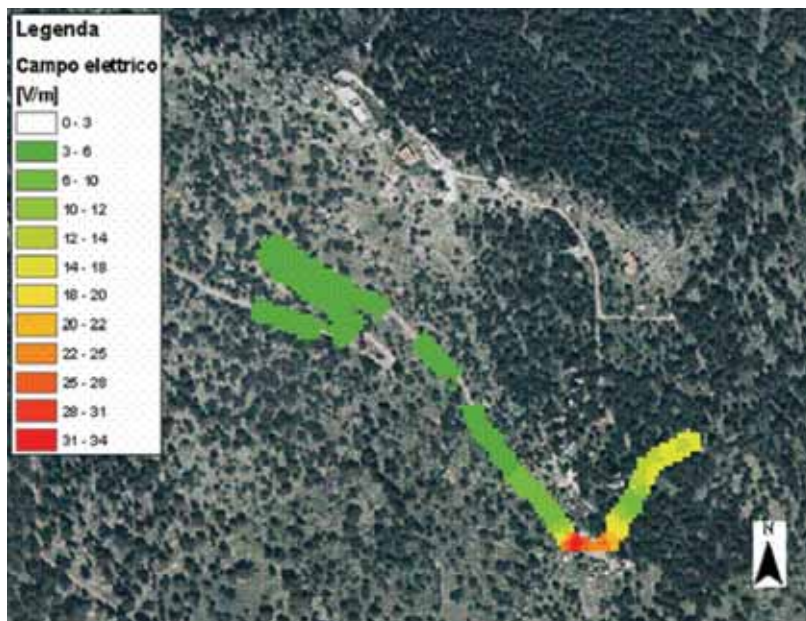 Legenda
Campo elettrico
[V/m]
0 - 3
3 - 6
6 - 10
10 - 12
12 - 14
14 - 18
18 - 20
20 - 22
22 - 25
25 - 28
28 - 31
31 - 34
N